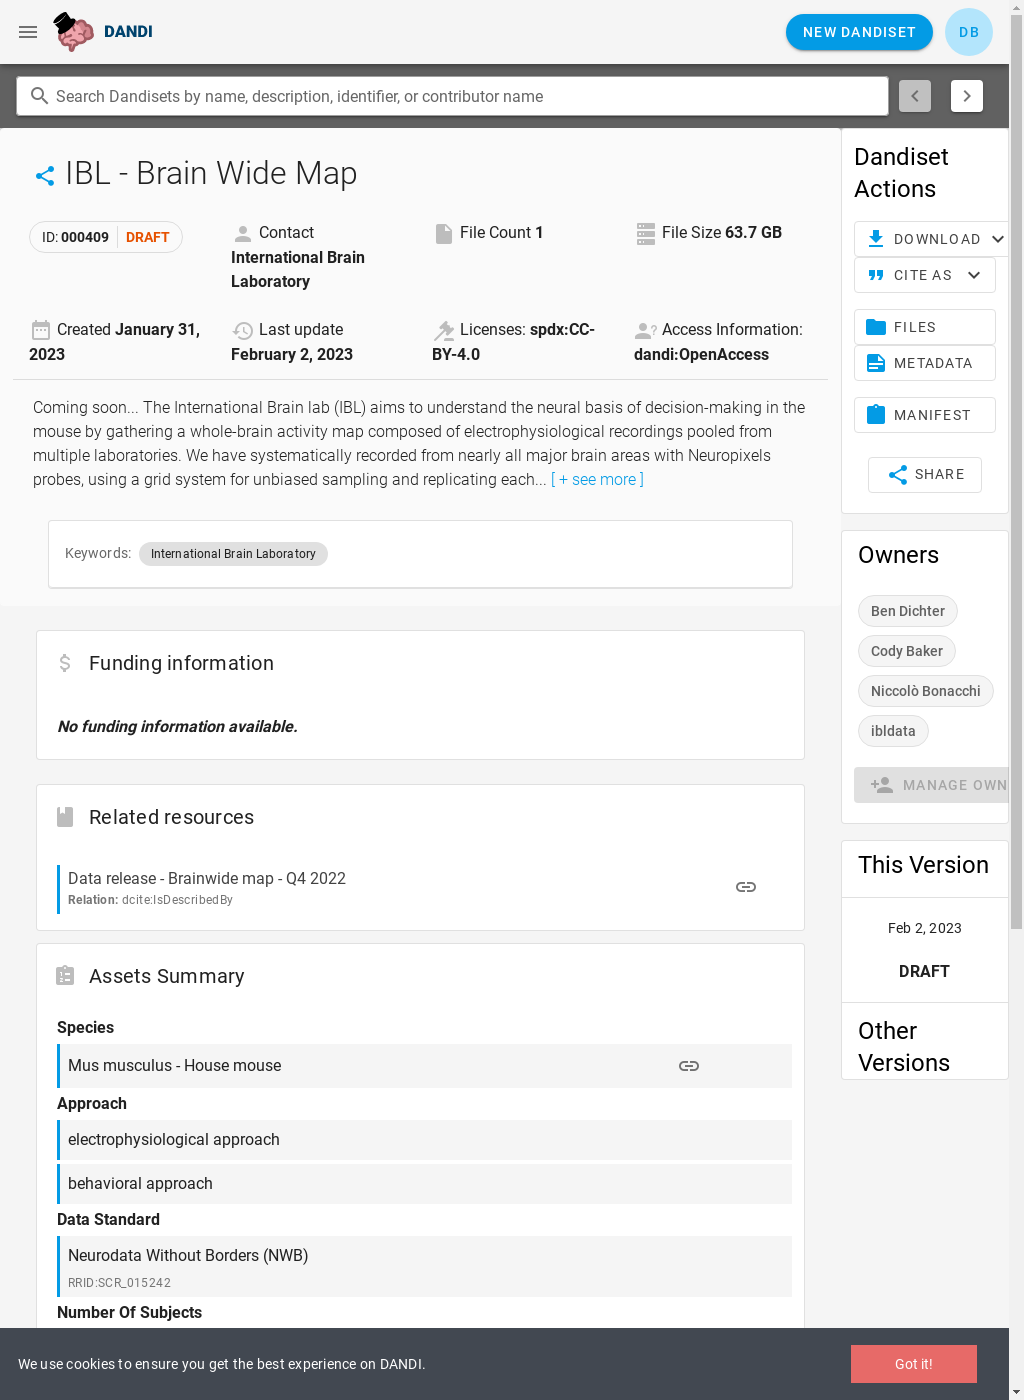 DANDI
NEW DANDISET
DB
Search Dandisets by name, description, identifier, or contributor name
IBL - Brain Wide Map
ID: 000409 DRAFT
Contact
International Brain
Laboratory
File Count 1
File Size 63.7 GB
Created January 31,
2023
Last update
February 2, 2023
Licenses: spdx:CC-
BY-4.0
Access Information:
dandi:OpenAccess
Coming soon... The International Brain lab (IBL) aims to understand the neural basis of decision-making in the
mouse by gathering a whole-brain activity map composed of electrophysiological recordings pooled from
multiple laboratories. We have systematically recorded from nearly all major brain areas with Neuropixels
probes, using a grid system for unbiased sampling and replicating each... [ + see more ]
Keywords: International Brain Laboratory
Funding information
No funding information available.
Related resources
Data release - Brainwide map - Q4 2022
Relation: dcite:IsDescribedBy
Assets Summary
Species
Mus musculus - House mouse
Approach
electrophysiological approach
behavioral approach
Data Standard
Neurodata Without Borders (NWB)
RRID:SCR_015242
Number Of Subjects
Dandiset
Actions
DOWNLOAD
CITE AS
FILES
METADATA
MANIFEST
SHARE
Owners
Ben Dichter
Cody Baker
Niccolò Bonacchi
ibldata
MANAGE OWN
This Version
Feb 2, 2023
DRAFT
Other
Versions
We use cookies to ensure you get the best experience on DANDI.
Got it!